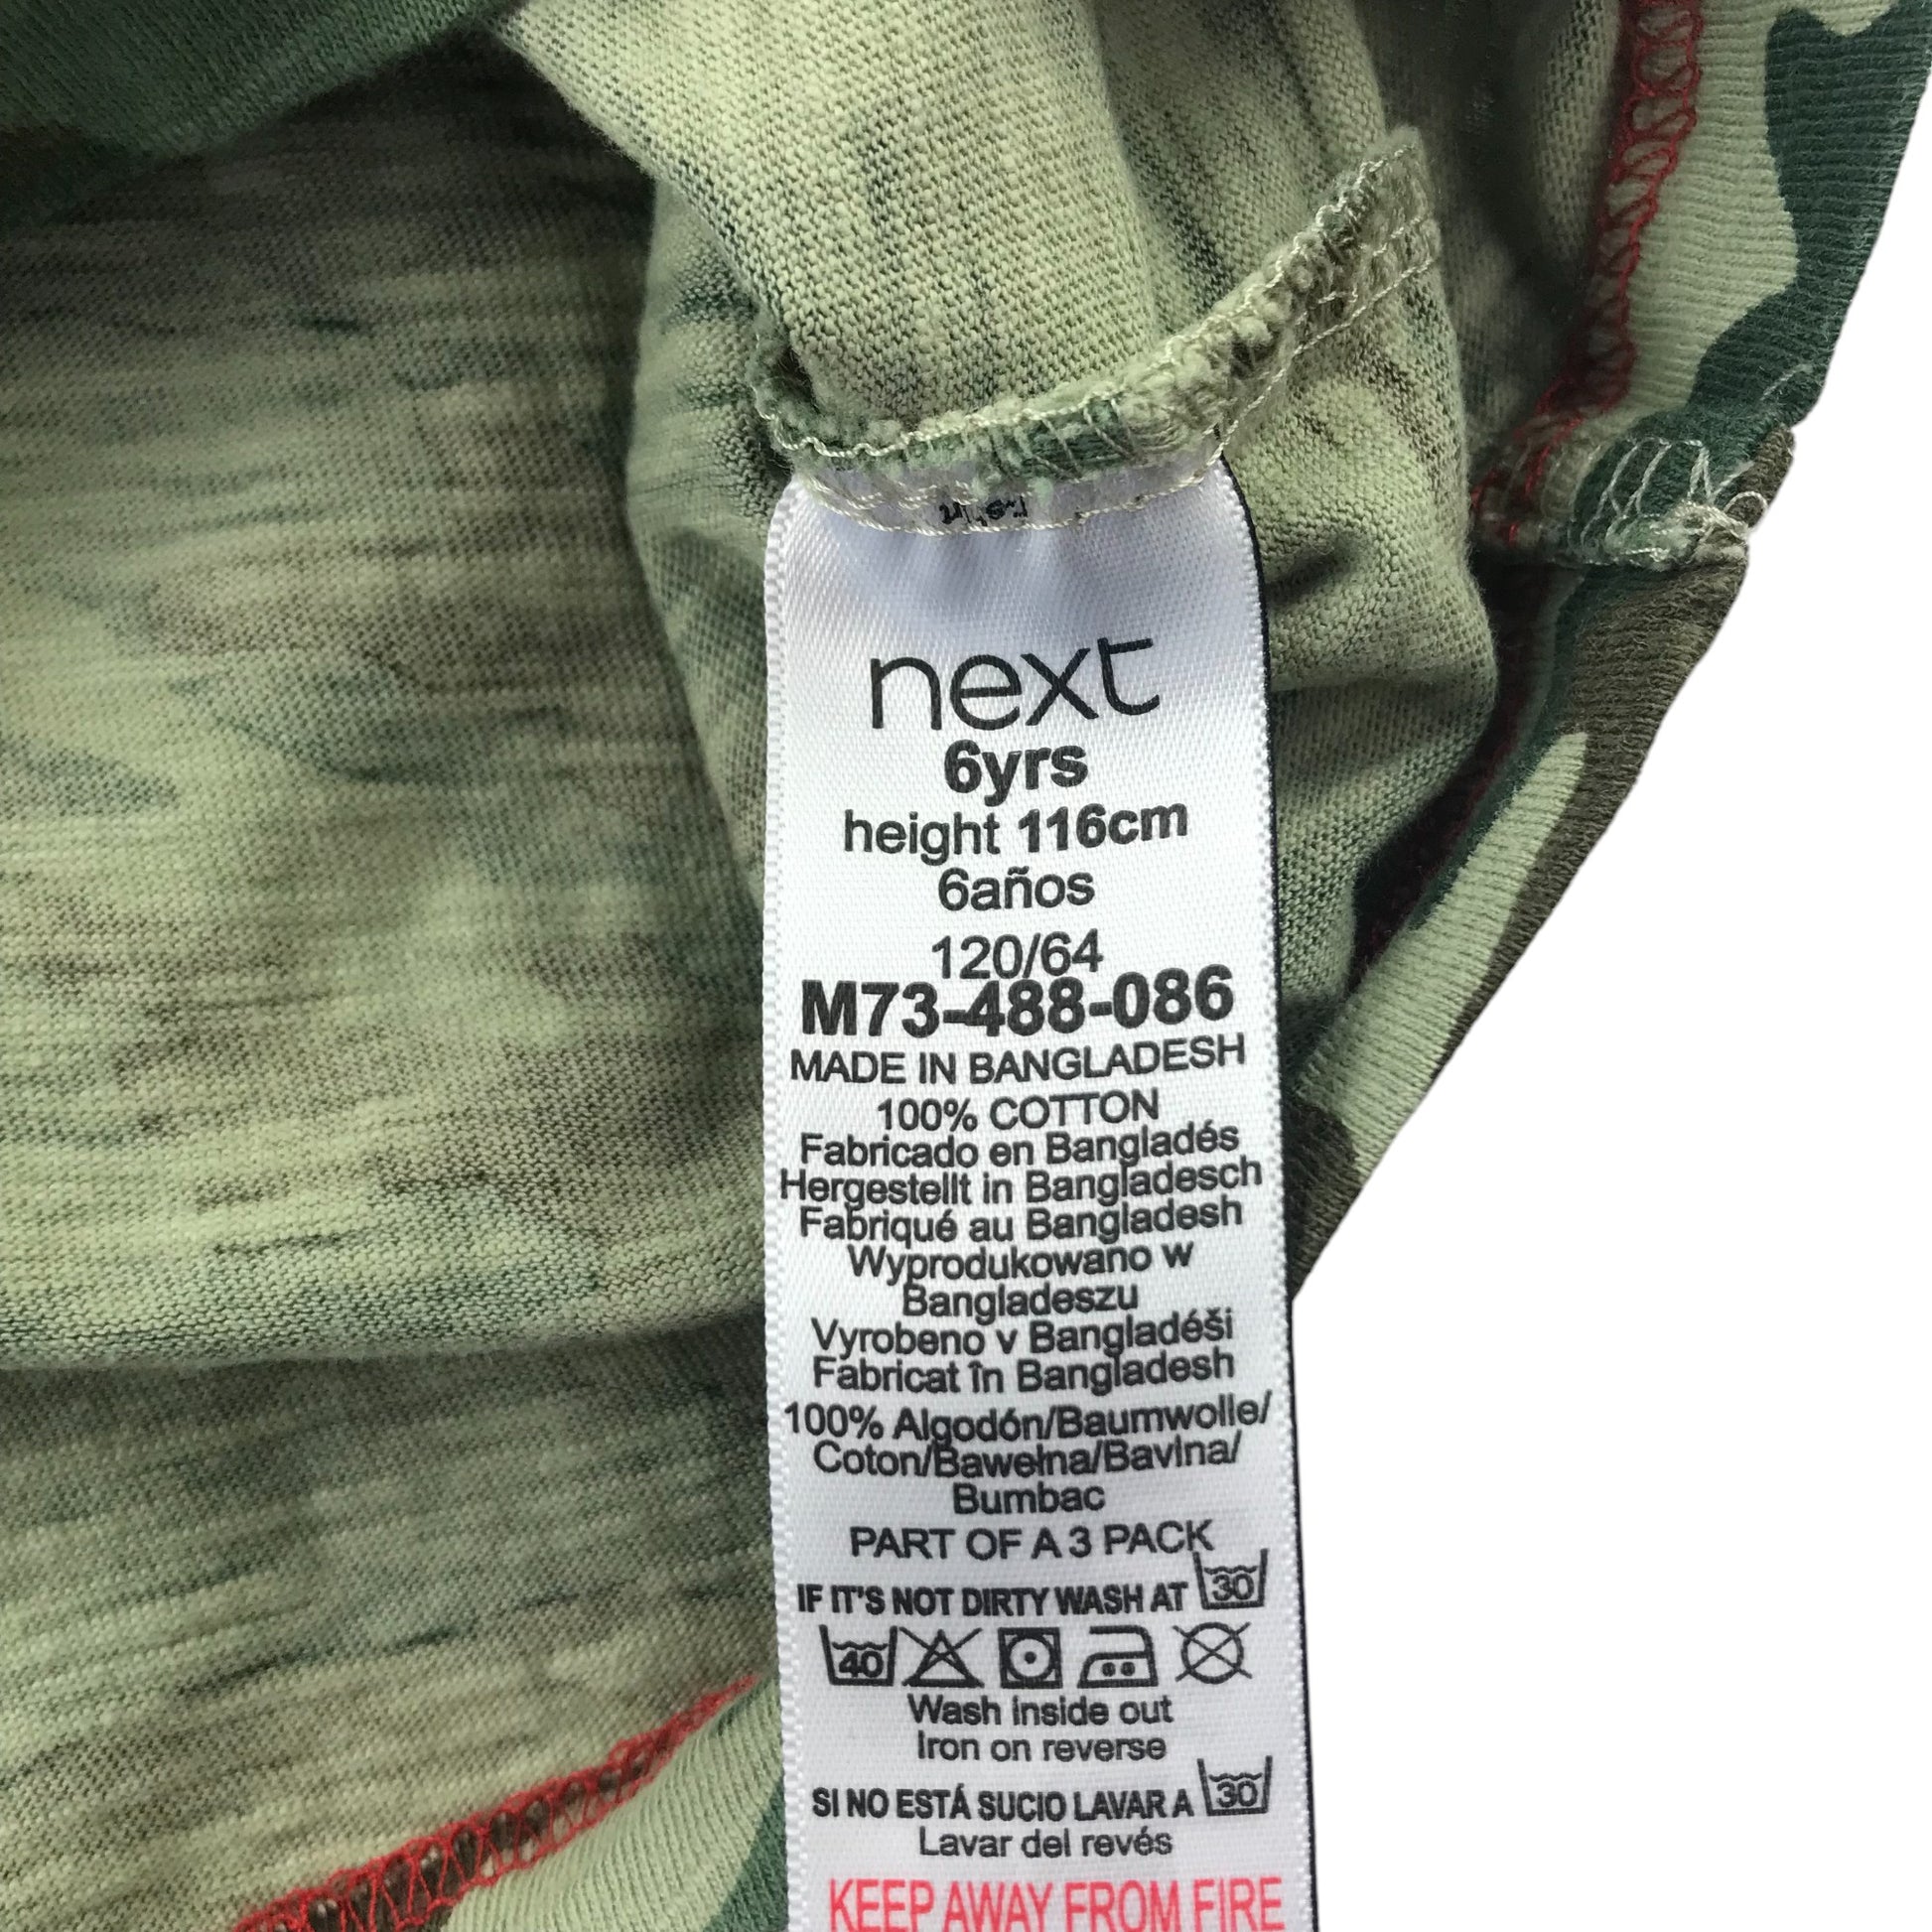 next
6yrs
height 116cm
6años
120/64
M73-488-086
MADE IN BANGLADESH
100% COTTON
Fabricado en Bangladés
Hergestellt in Bangladesch
Fabriqué au Bangladesh
Wyprodukowano w
Bangladeszu
Vyrobeno v Bangladéši
Fabricat în Bangladesh
100% Algodón/Baumwolle/
Coton/Bawełna/Bavlna/
Bumbac
PART OF A 3 PACK
IF IT'S NOT DIRTY WASH AT 30
40
Wash inside out
Iron on reverse
SI NO ESTÁ SUCIO LAVAR A 30
Lavar del revés
KEEP AWAY FROM FIRE